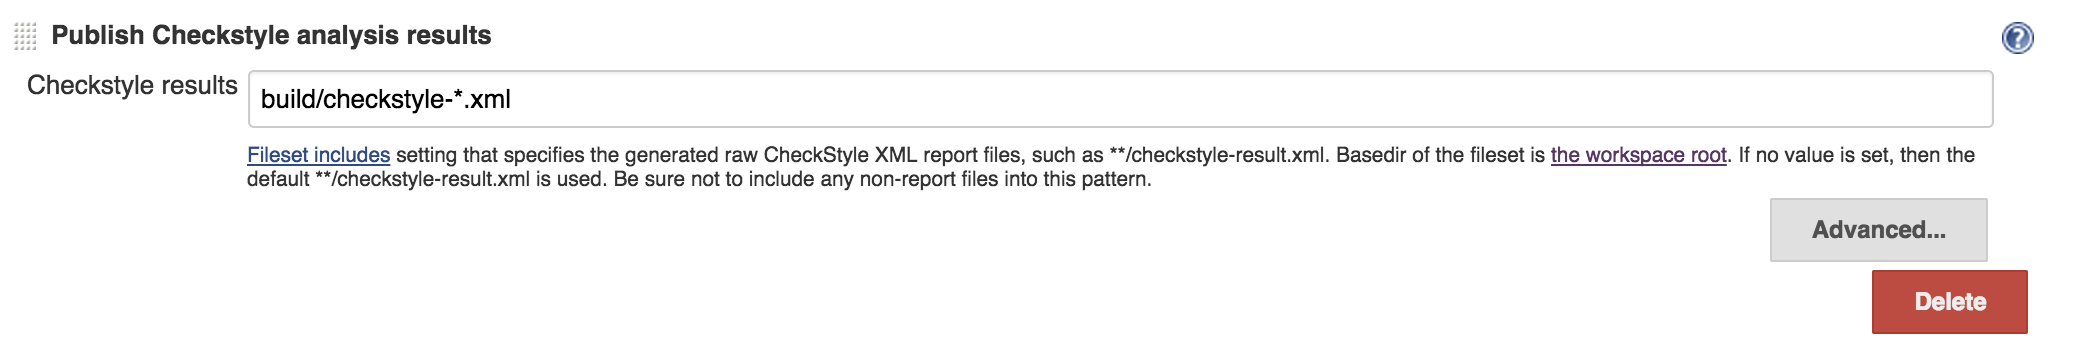 Publish Checkstyle analysis results
Checkstyle results
build/checkstyle-*.xml
Fileset includes setting that specifies the generated raw CheckStyle XML report files, such as **/checkstyle-result.xml. Basedir of the fileset is the workspace root. If no value is set, then the
default **/checkstyle-result.xml is used. Be sure not to include any non-report files into this pattern.
Advanced...
Delete